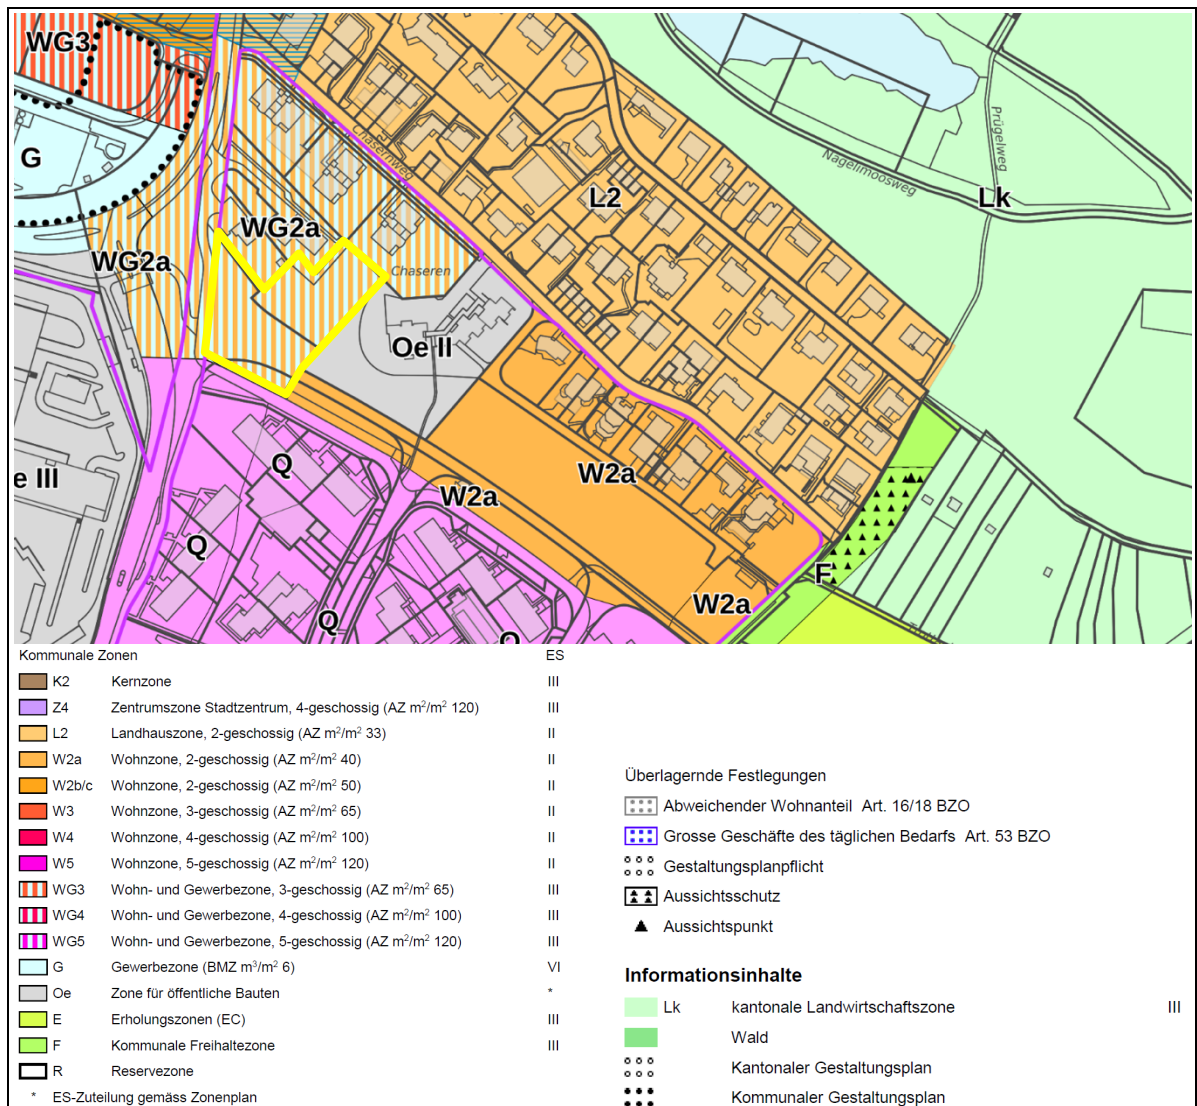 WG3
G
WG2a
WG2a
Chasernweg
Chaseren
Oe II
L2
Nägelimoosweg
Prügelweg
Lk
e III
Q
Q
Q
Q
W2a
W2a
W2a
F
Kommunale Zonen ES
K2 Kernzone III
Z4 Zentrumszone Stadtzentrum, 4-geschossig (AZ m²/m² 120) III
L2 Landhauszone, 2-geschossig (AZ m²/m² 33) II
W2a Wohnzone, 2-geschossig (AZ m²/m² 40) II
W2b/c Wohnzone, 2-geschossig (AZ m²/m² 50) II
W3 Wohnzone, 3-geschossig (AZ m²/m² 65) II
W4 Wohnzone, 4-geschossig (AZ m²/m² 100) II
W5 Wohnzone, 5-geschossig (AZ m²/m² 120) II
WG3 Wohn- und Gewerbezone, 3-geschossig (AZ m²/m² 65) III
WG4 Wohn- und Gewerbezone, 4-geschossig (AZ m²/m² 100) III
WG5 Wohn- und Gewerbezone, 5-geschossig (AZ m²/m² 120) III
G Gewerbezone (BMZ m³/m² 6) VI
Oe Zone für öffentliche Bauten *
E Erholungszonen (EC) III
F Kommunale Freihaltezone III
R Reservezone
* ES-Zuteilung gemäss Zonenplan
Überlagernde Festlegungen
Abweichender Wohnanteil Art. 16/18 BZO
Grosse Geschäfte des täglichen Bedarfs Art. 53 BZO
Gestaltungsplanpflicht
Aussichtsschutz
Aussichtspunkt
Informationsinhalte
Lk kantonale Landwirtschaftszone III
Wald
Kantonaler Gestaltungsplan
Kommunaler Gestaltungsplan